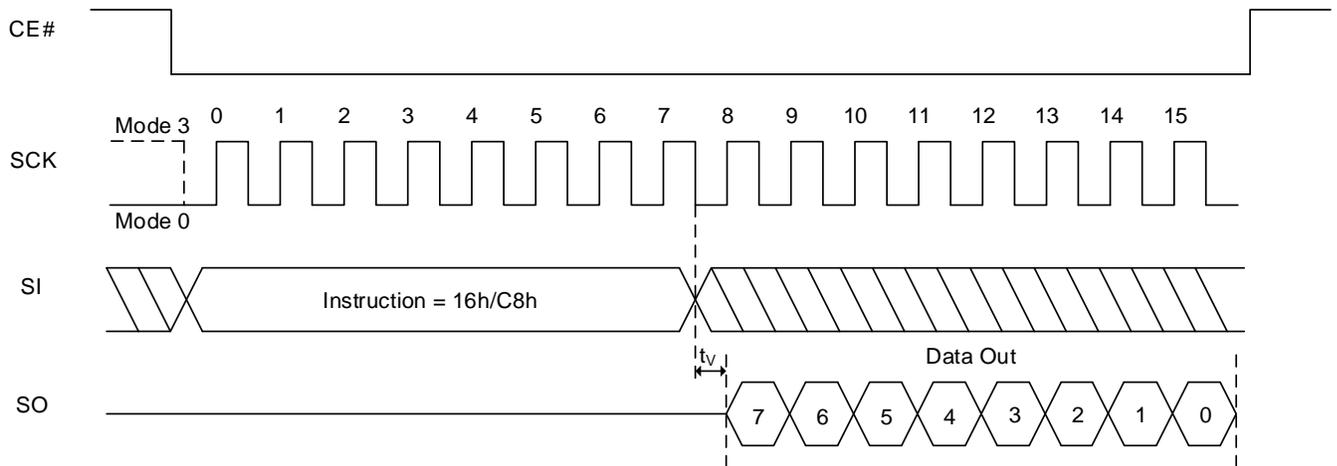 CE#
Mode 3
0 1 2 3 4 5 6 7 8 9 10 11 12 13 14 15
SCK
Mode 0
SI
Instruction = 16h/C8h
tV
Data Out
SO
7 6 5 4 3 2 1 0